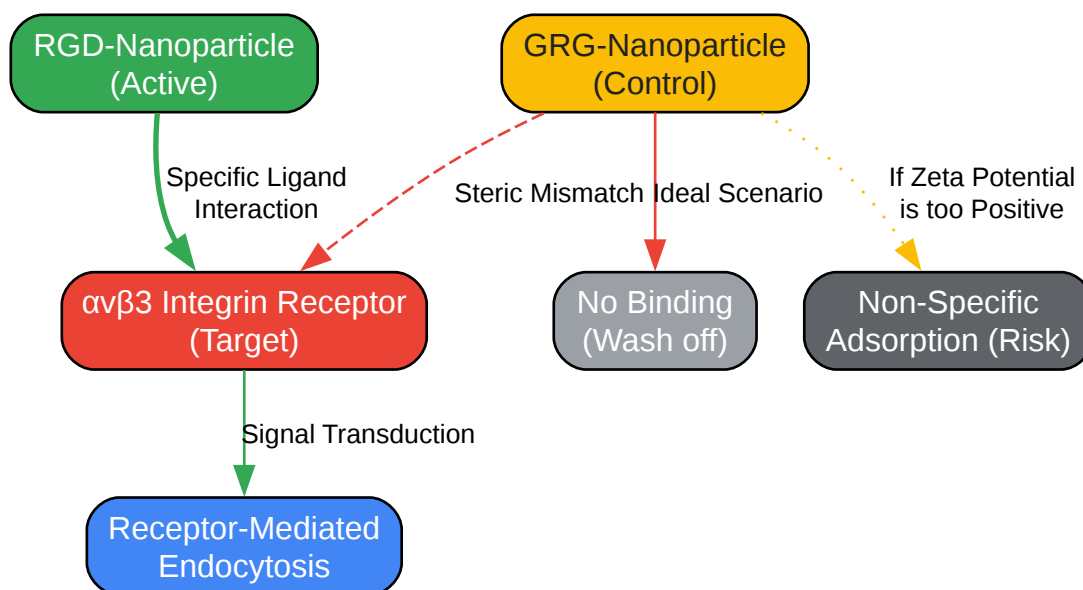 RGD-Nanoparticle
(Active)
GRG-Nanoparticle
(Control)
Specific Ligand
Interaction
Steric Mismatch
Ideal Scenario
If Zeta Potential
is too Positive
αvβ3 Integrin Receptor
(Target)
No Binding
(Wash off)
Non-Specific
Adsorption (Risk)
Signal Transduction
Receptor-Mediated
Endocytosis